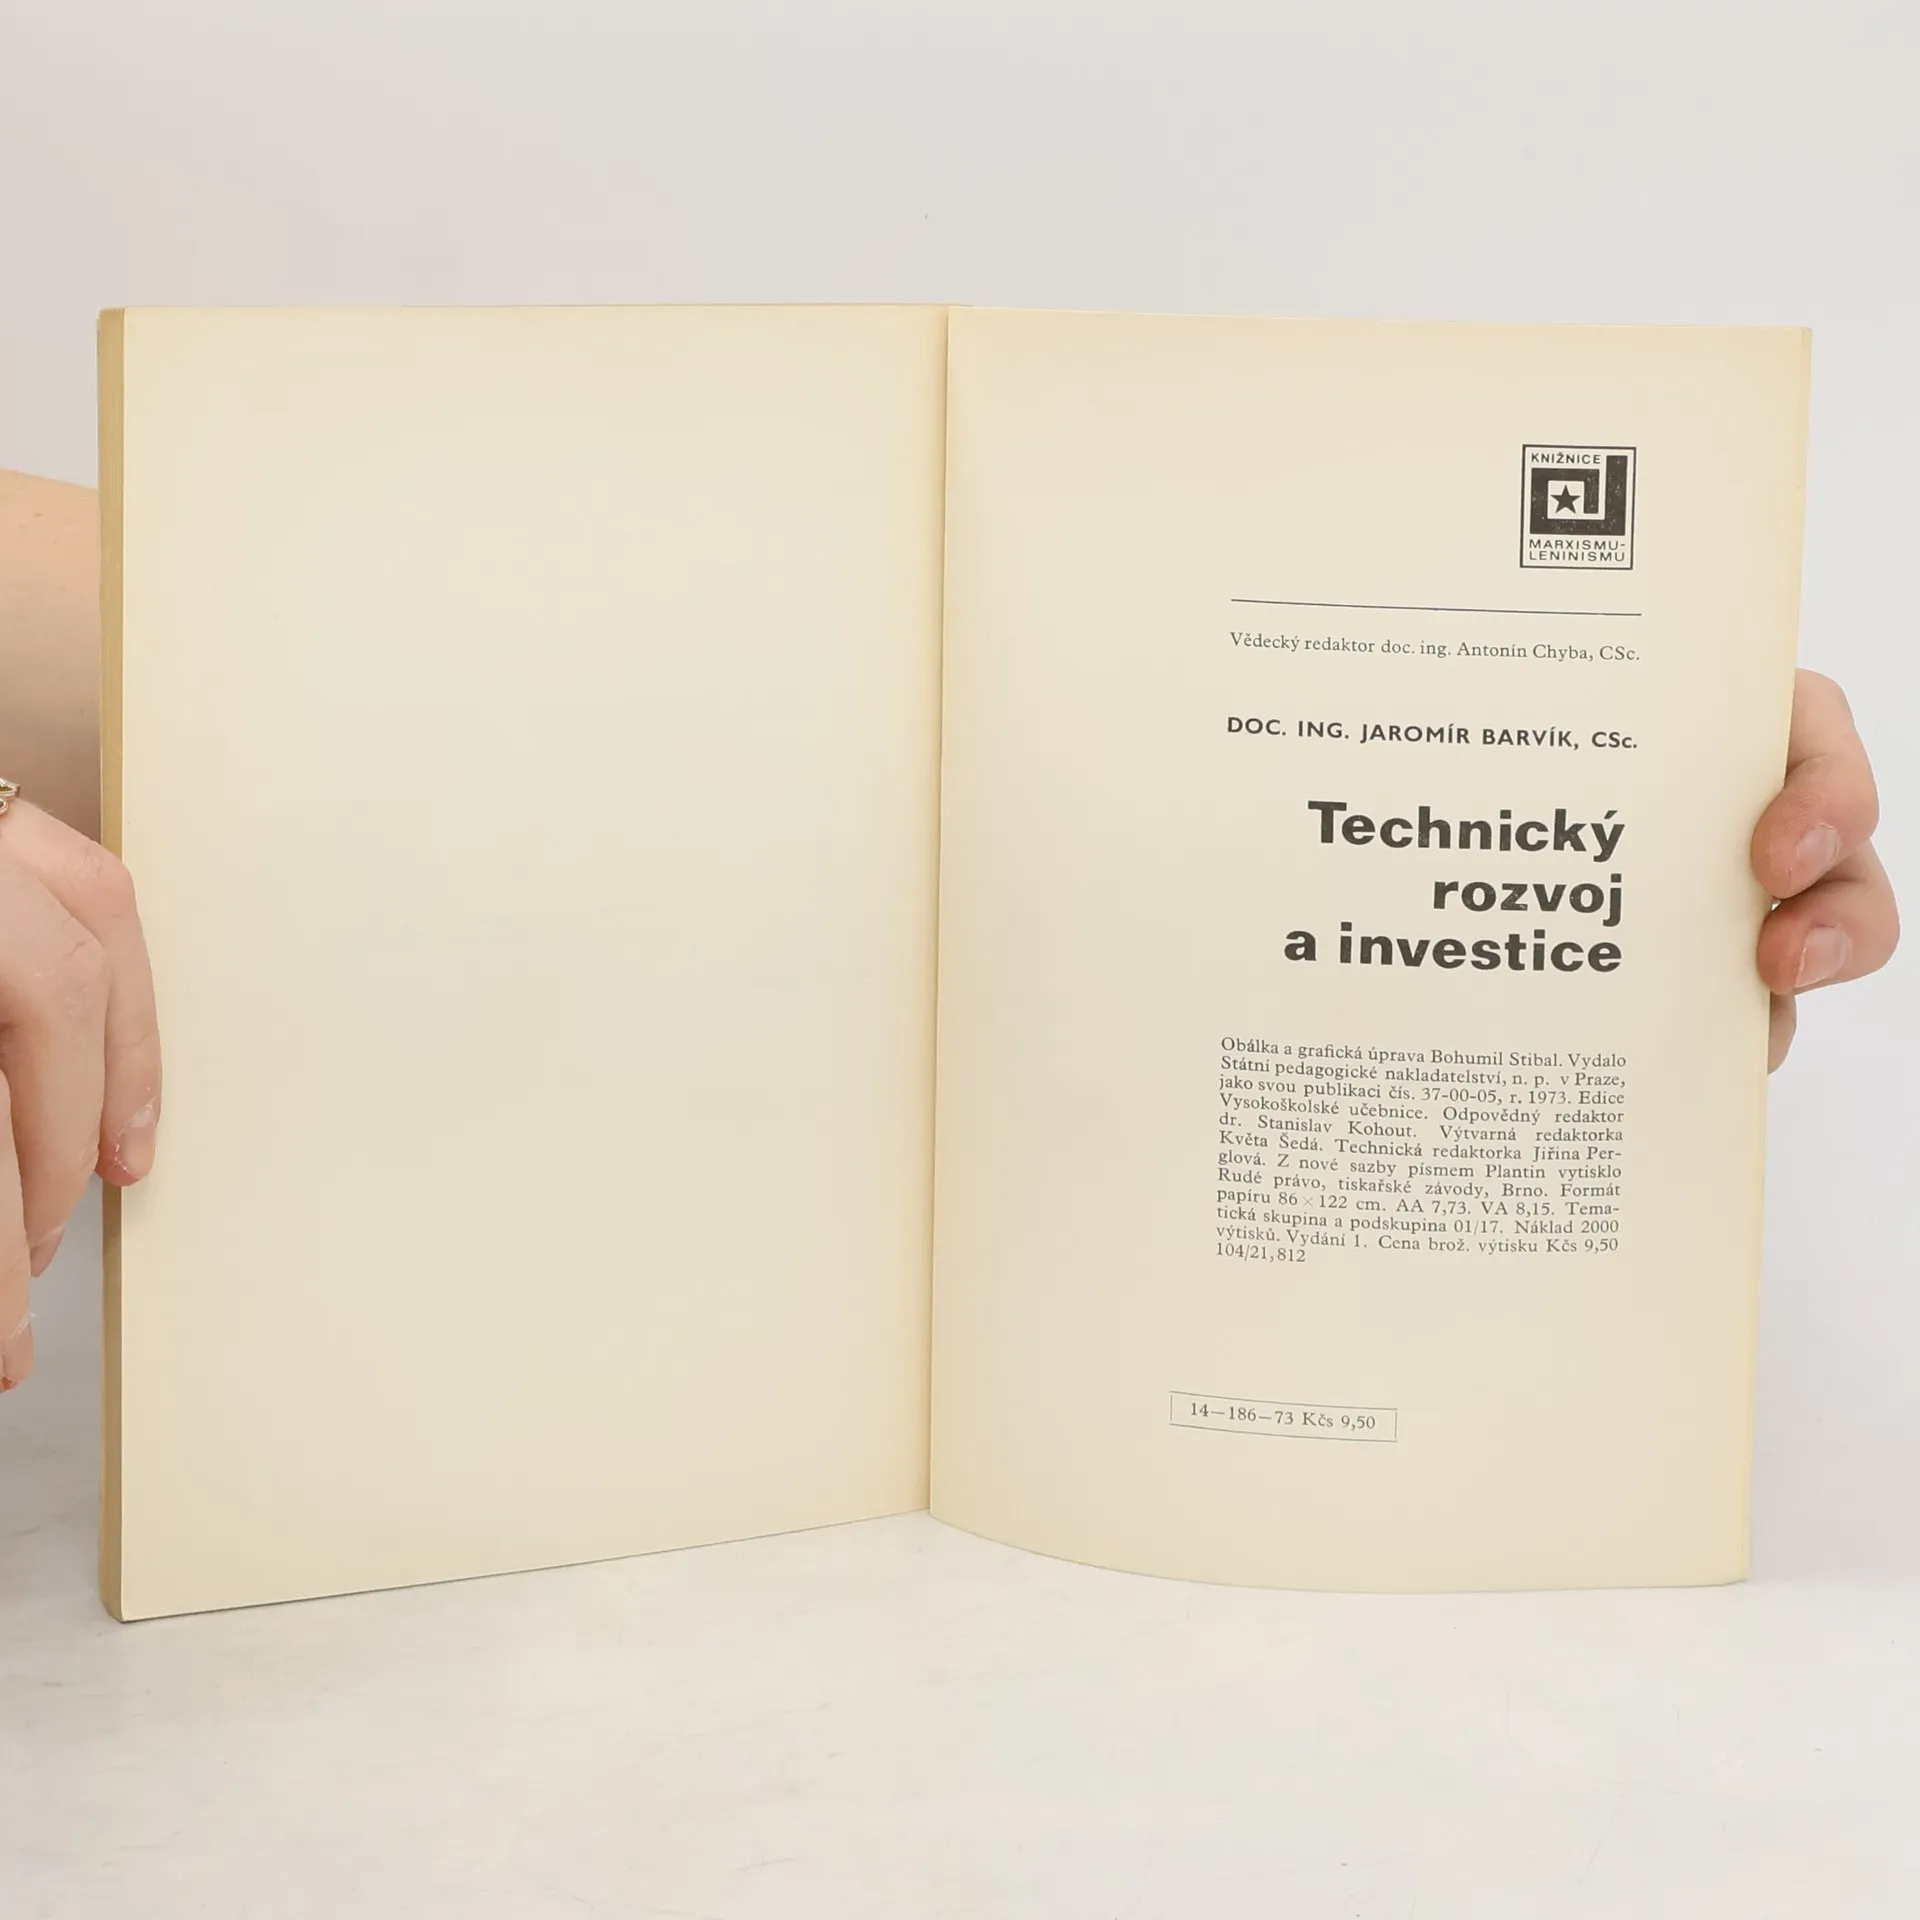 KNIŽNICE
MARXISMU-
LENINISMU
Vědecký redaktor doc. ing. Antonín Chyba, CSc.
DOC. ING. JAROMÍR BARVÍK, CSc.
Technický
rozvoj
a investice
Obálka a grafická úprava Bohumil Stibal. Vydalo
Státní pedagogické nakladatelství, n. p. v Praze,
jako svou publikaci čís. 37-00-05, r. 1973. Edice
Vysokoškolské učebnice. Odpovědný redaktor
dr. Stanislav Kohout. Výtvarná redaktorka
Květa Šedá. Technická redaktorka Jiřina Per-
glová. Z nové sazby písmem Plantin vytisklo
Rudé právo, tiskařské závody, Brno. Formát
papíru 86 × 122 cm. AA 7,73. VA 8,15. Tema-
tická skupina a podskupina 01/17. Náklad 2000
výtisků. Vydání 1. Cena brož. výtisku Kčs 9,50
104/21,812
14—186—73 Kčs 9,50